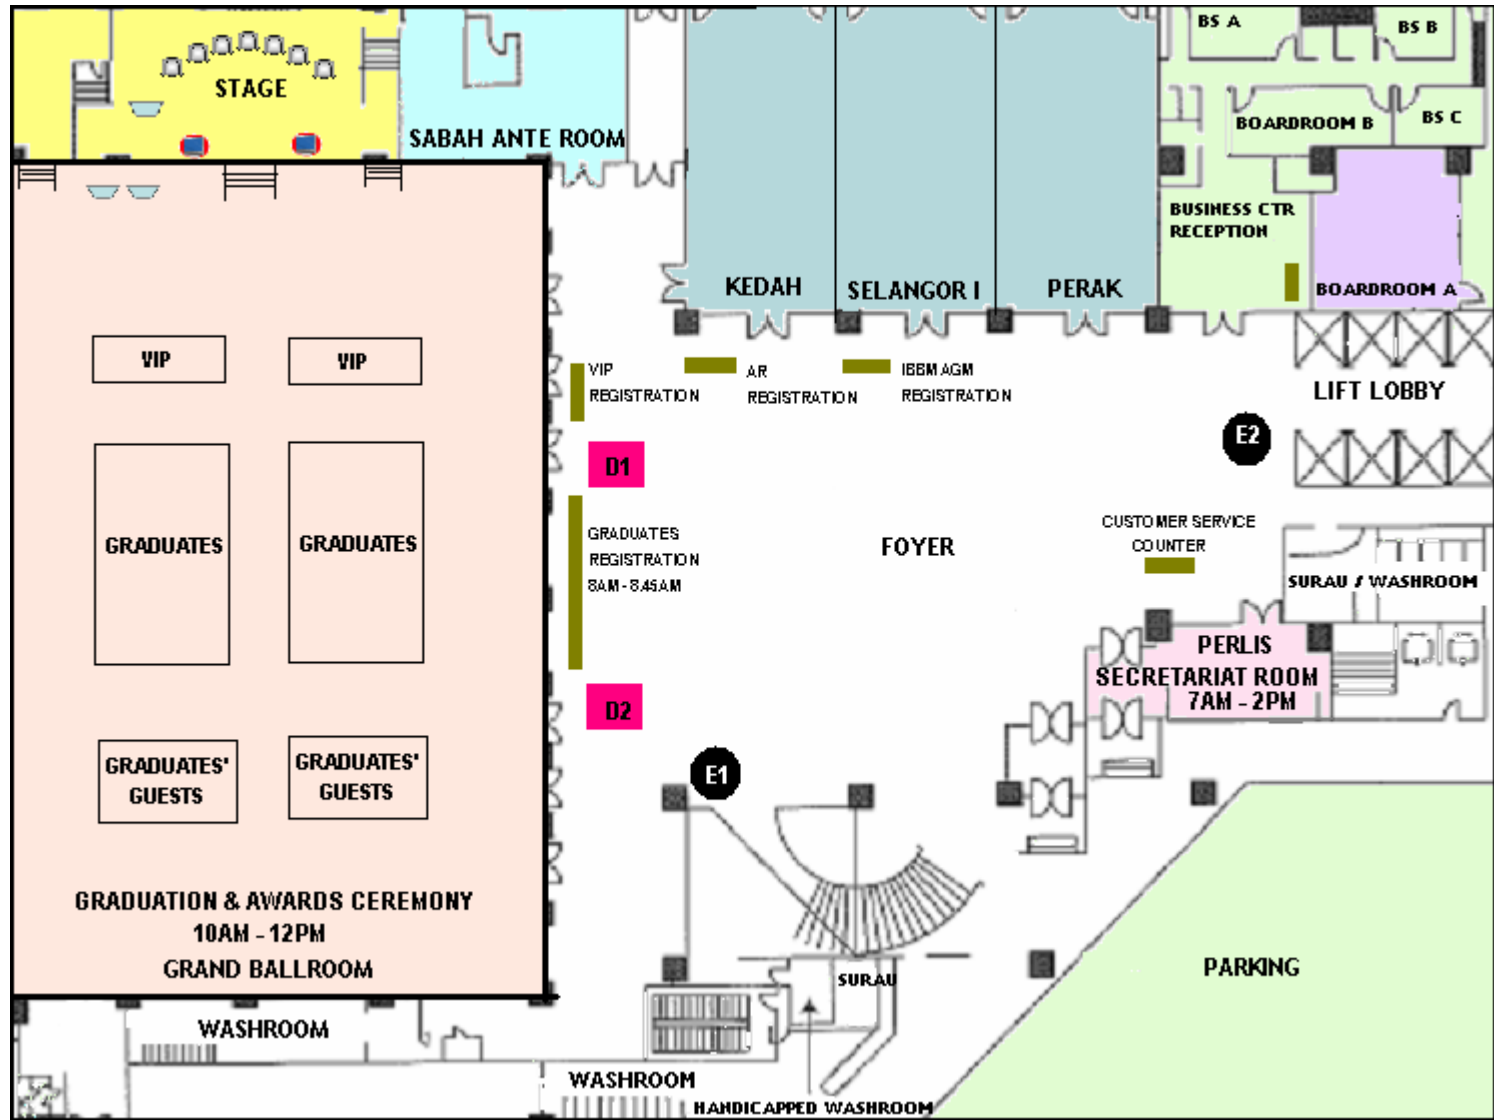 BS A
BS B
STAGE
SABAH ANTE ROOM
BOARDROOM B
BS C
BUSINESS CTR
RECEPTION
KEDAH
SELANGOR I
PERAK
BOARDROOM A
VIP
VIP
VIP
REGISTRATION
AR
REGISTRATION
IBBM AGM
REGISTRATION
LIFT LOBBY
E2
D1
GRADUATES
GRADUATES
GRADUATES
REGISTRATION
8AM - 8.45AM
FOYER
CUSTOMER SERVICE
COUNTER
SURAU / WASHROOM
PERLIS
SECRETARIAT ROOM
7AM - 2PM
D2
GRADUATES'
GUESTS
GRADUATES'
GUESTS
E1
GRADUATION & AWARDS CEREMONY
10AM - 12PM
GRAND BALLROOM
SURAU
PARKING
WASHROOM
WASHROOM
HANDICAPPED WASHROOM